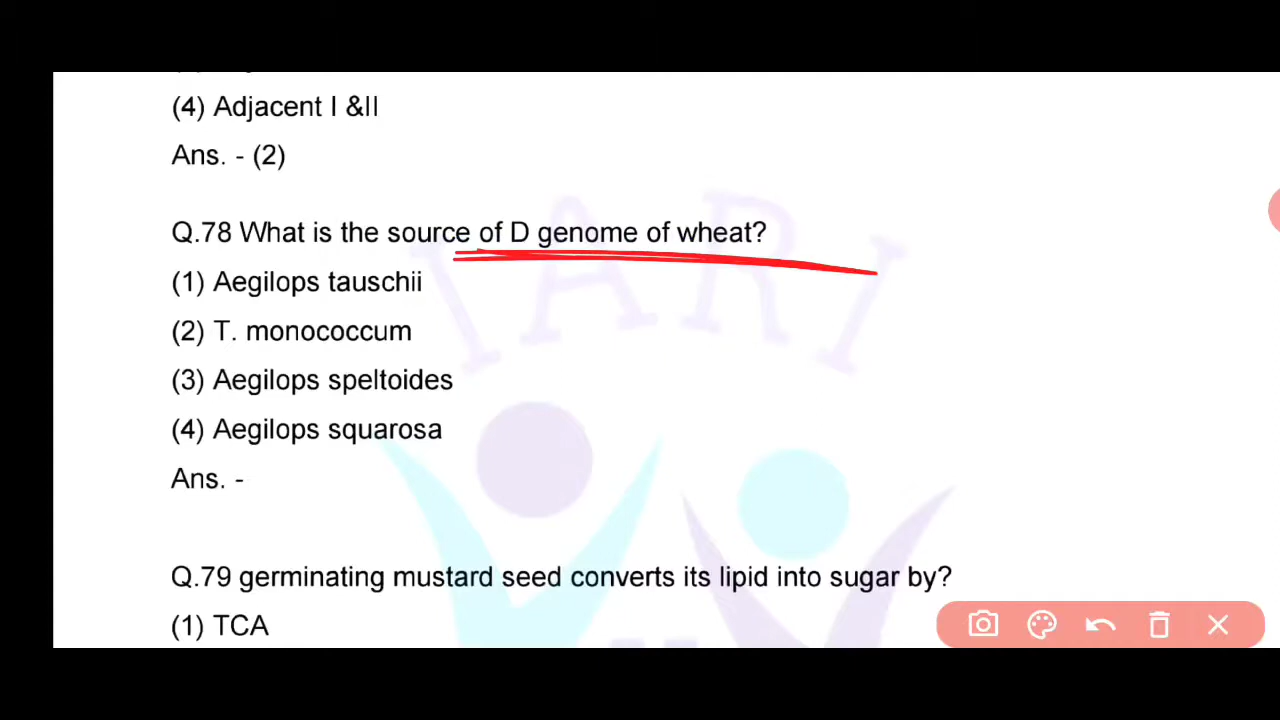 (4) Adjacent I &II
Ans. - (2)
IARI
Q.78 What is the source of D genome of wheat?
(1) Aegilops tauschii
(2) T. monococcum
(3) Aegilops speltoides
(4) Aegilops squarosa
Ans. -
Q.79 germinating mustard seed converts its lipid into sugar by?
(1) TCA